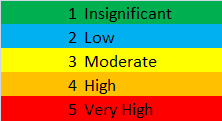 1 Insignificant
2 Low
3 Moderate
4 High
5 Very High